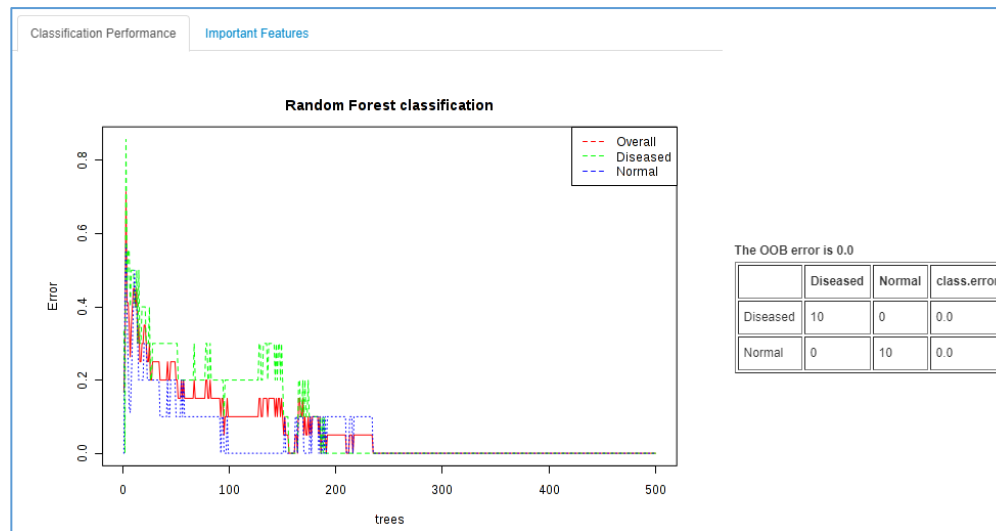 Classification Performance Important Features
Random Forest classification
Overall
Diseased
Normal
0.8
0.6
0.4
0.2
0.0
Error
0 100 200 300 400 500
trees
The OOB error is 0.0
Diseased Normal class.error
Diseased 10 0 0.0
Normal 0 10 0.0